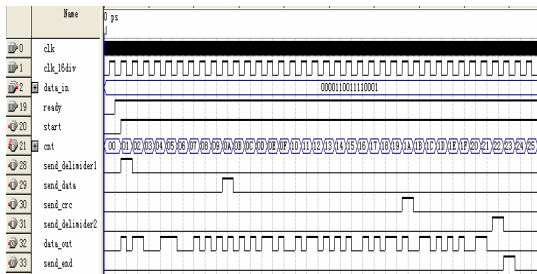 Name
0 ps
0 clk
1 clk_16div
2 data_in 0000110011110001
19 ready
20 start
21 cnt 00 01 02 03 04 05 06 07 08 09 0A 0B 0C 0D 0E 0F 10 11 12 13 14 15 16 17 18 19 1A 1B 1C 1D 1E 1F 20 21 22 23 24 25
28 send_delimider1
29 send_data
30 send_crc
31 send_delimider2
32 data_out
33 send_end